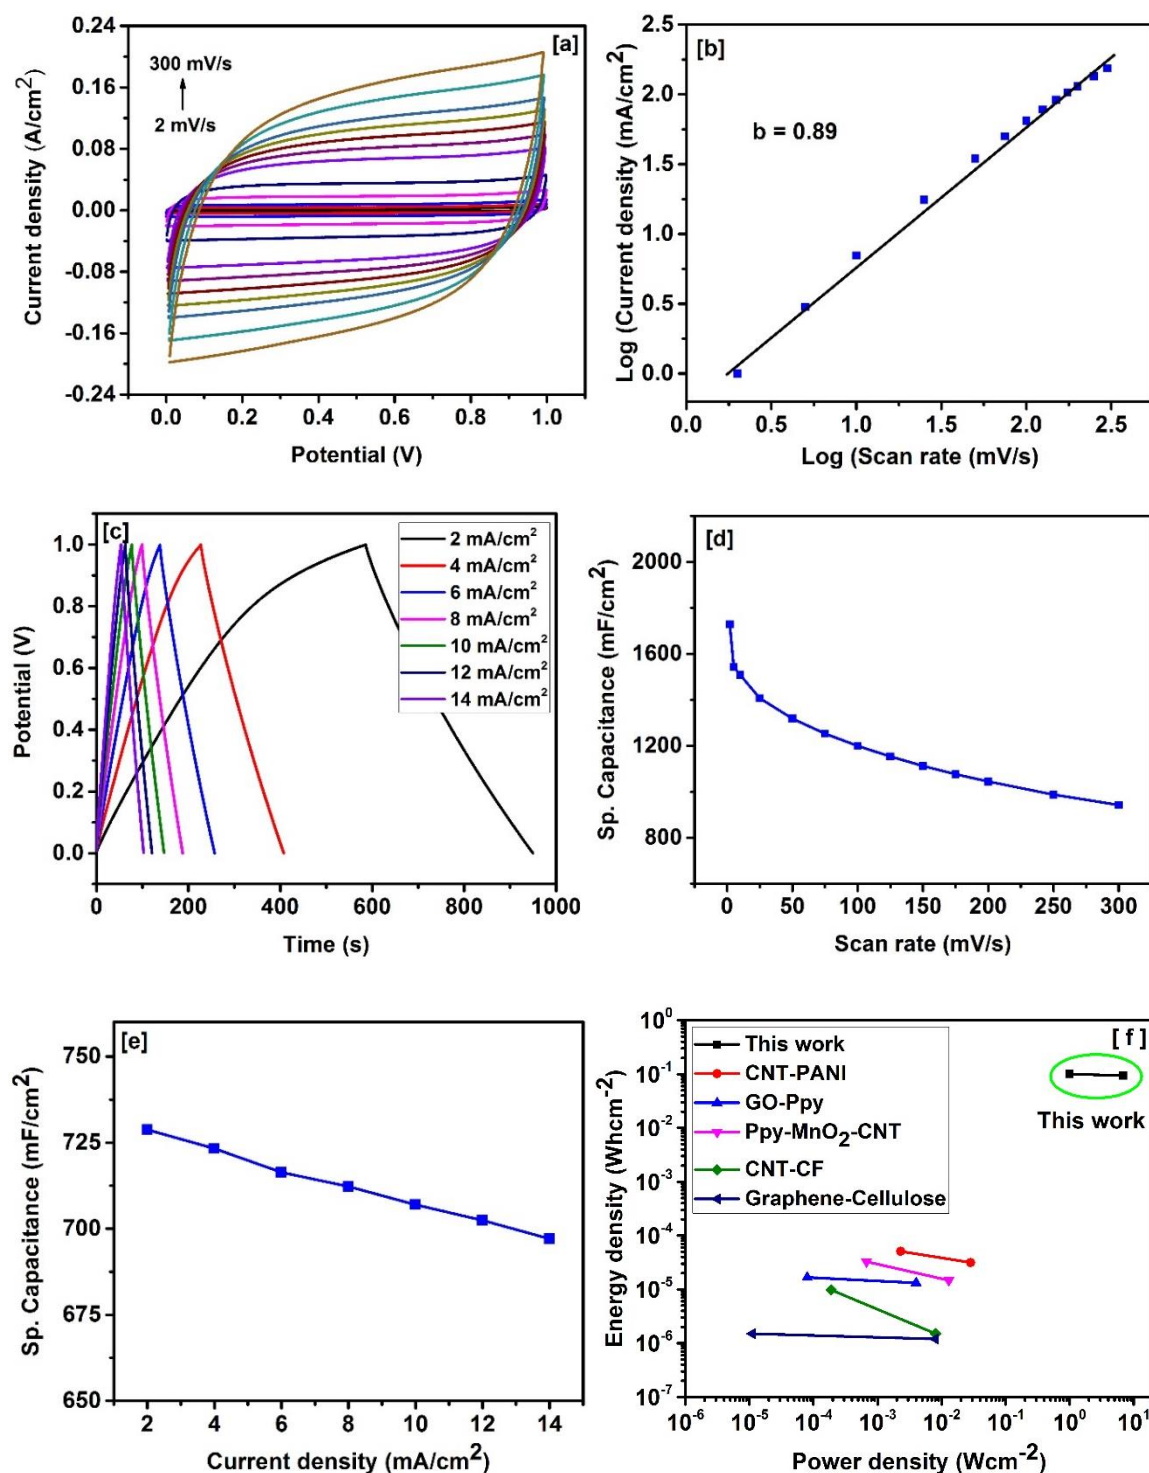 [a]
300 mV/s
2 mV/s
0.24
0.16
0.08
0.00
-0.08
-0.16
-0.24
Current density (A/cm²)
0.0 0.2 0.4 0.6 0.8 1.0
Potential (V)
[b]
b = 0.89
2.5
2.0
1.5
1.0
0.5
0.0
Log (Current density (mA/cm²)
0.0 0.5 1.0 1.5 2.0 2.5
Log (Scan rate (mV/s)
[c]
2 mA/cm²
4 mA/cm²
6 mA/cm²
8 mA/cm²
10 mA/cm²
12 mA/cm²
14 mA/cm²
1.0
0.8
0.6
0.4
0.2
0.0
Potential (V)
0 200 400 600 800 1000
Time (s)
[d]
2000
1600
1200
800
Sp. Capacitance (mF/cm²)
0 50 100 150 200 250 300
Scan rate (mV/s)
[e]
750
725
700
675
650
Sp. Capacitance (mF/cm²)
2 4 6 8 10 12 14
Current density (mA/cm²)
[ f ]
This work
CNT-PANI
GO-Ppy
Ppy-MnO₂-CNT
CNT-CF
Graphene-Cellulose
This work
10⁰
10⁻¹
10⁻²
10⁻³
10⁻⁴
10⁻⁵
10⁻⁶
10⁻⁷
Energy density (Whcm⁻²)
10⁻⁶ 10⁻⁵ 10⁻⁴ 10⁻³ 10⁻² 10⁻¹ 10⁰ 10¹
Power density (Wcm⁻²)